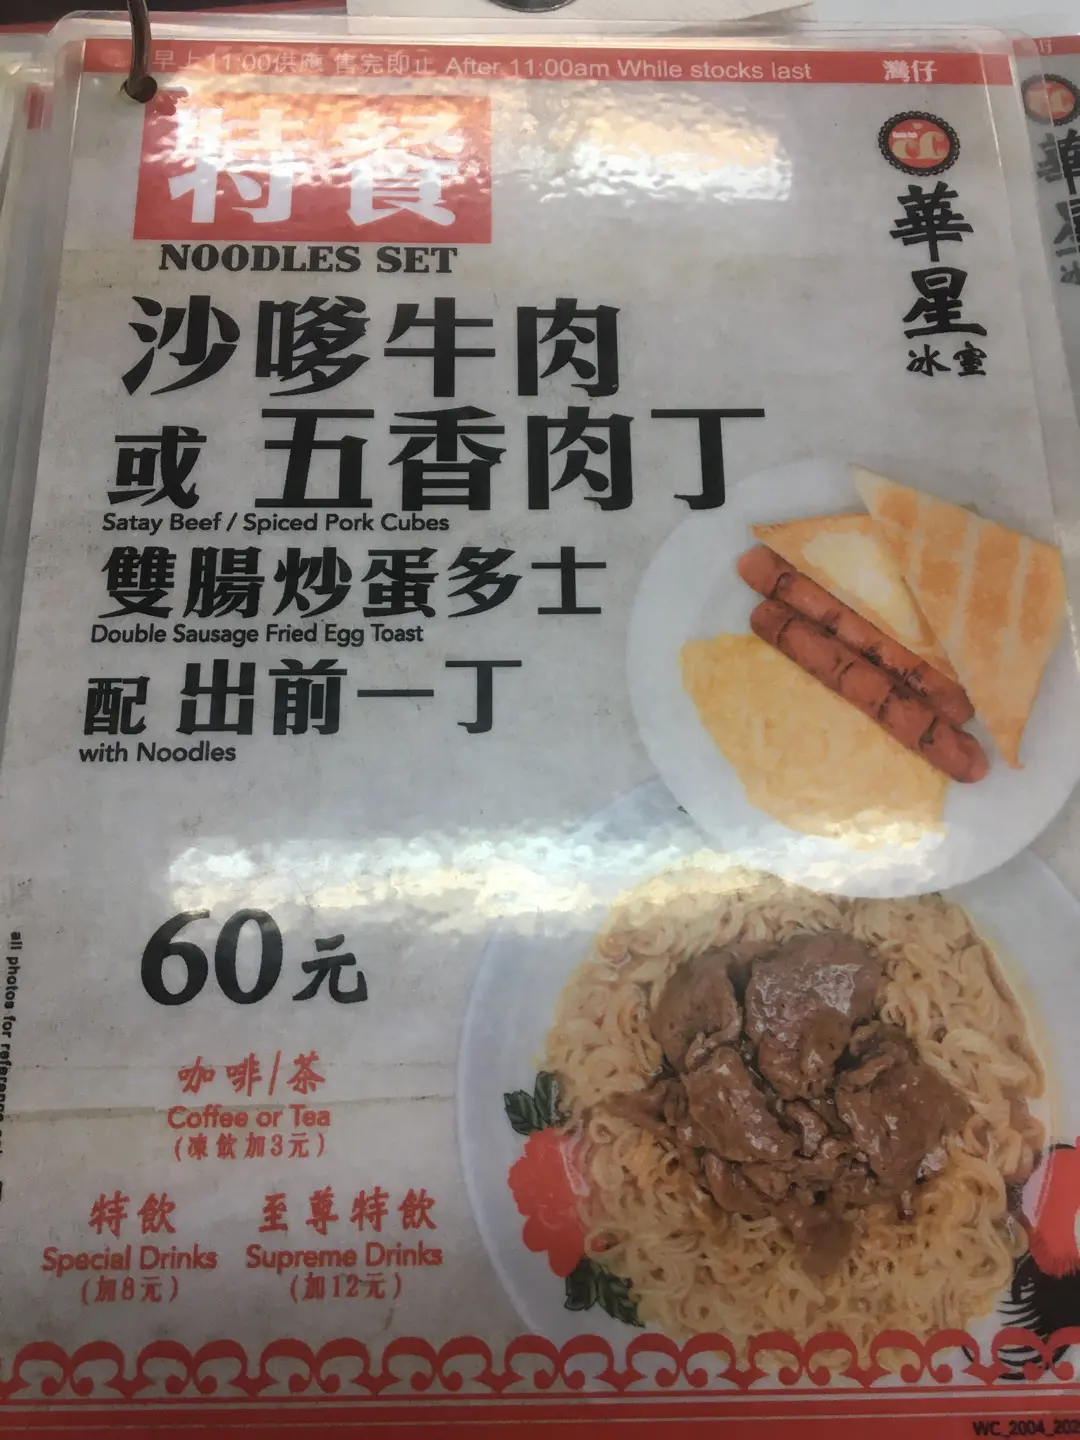 早上11:00供應 售完即止 After 11:00am While stocks last
灣仔
特餐
NOODLES SET
華星
冰室
沙嗲牛肉
或 五香肉丁
Satay Beef / Spiced Pork Cubes
雙腸炒蛋多士
Double Sausage Fried Egg Toast
配 出前一丁
with Noodles
60元
咖啡/茶
Coffee or Tea
(凍飲加3元)
特飲 至尊特飲
Special Drinks Supreme Drinks
(加8元) (加12元)
all photos for
WC_2004_202